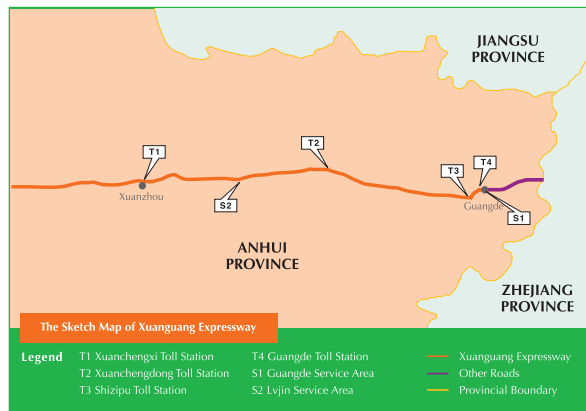 JIANGSU
PROVINCE
T1
T2
T3
T4
Xuanzhou
S2
Guangde
S1
ANHUI
PROVINCE
ZHEJIANG
PROVINCE
The Sketch Map of Xuanguang Expressway
Legend
T1 Xuanchengxi Toll Station
T2 Xuanchengdong Toll Station
T3 Shizipu Toll Station
T4 Guangde Toll Station
S1 Guangde Service Area
S2 Lvjin Service Area
Xuanguang Expressway
Other Roads
Provincial Boundary